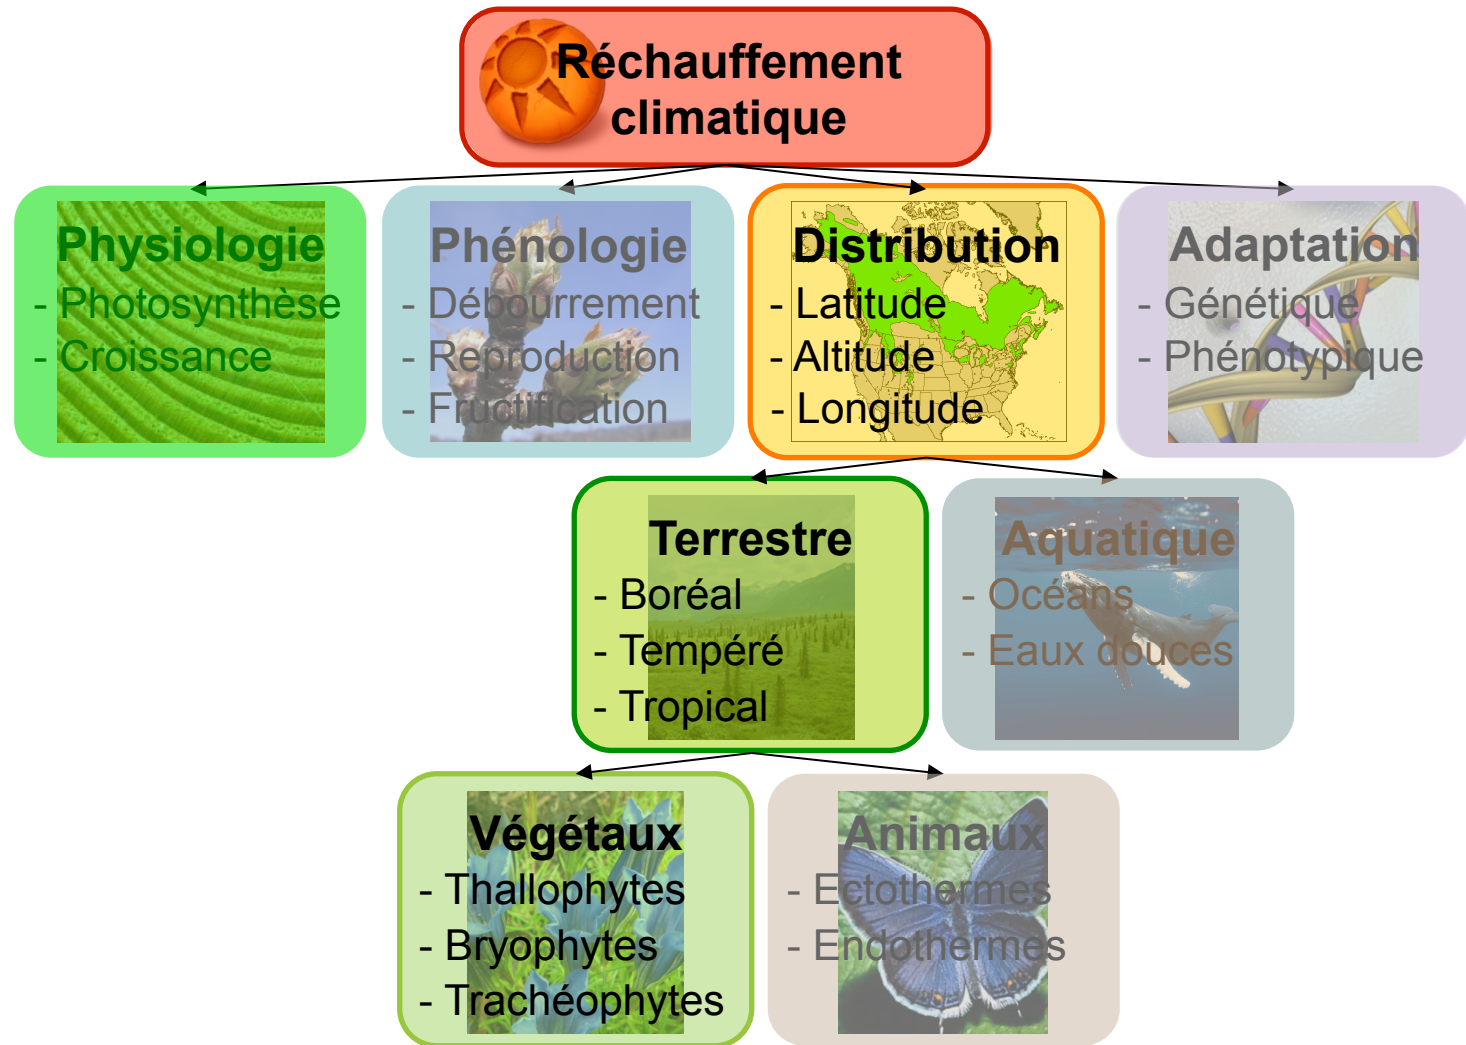 Réchauffement
climatique
Physiologie
- Photosynthèse
- Croissance
Phénologie
- Débourrement
- Reproduction
- Fructification
Distribution
- Latitude
- Altitude
- Longitude
Adaptation
- Génétique
- Phénotypique
Terrestre
- Boréal
- Tempéré
- Tropical
Aquatique
- Océans
- Eaux douces
Végétaux
- Thallophytes
- Bryophytes
- Trachéophytes
Animaux
- Ectothermes
- Endothermes